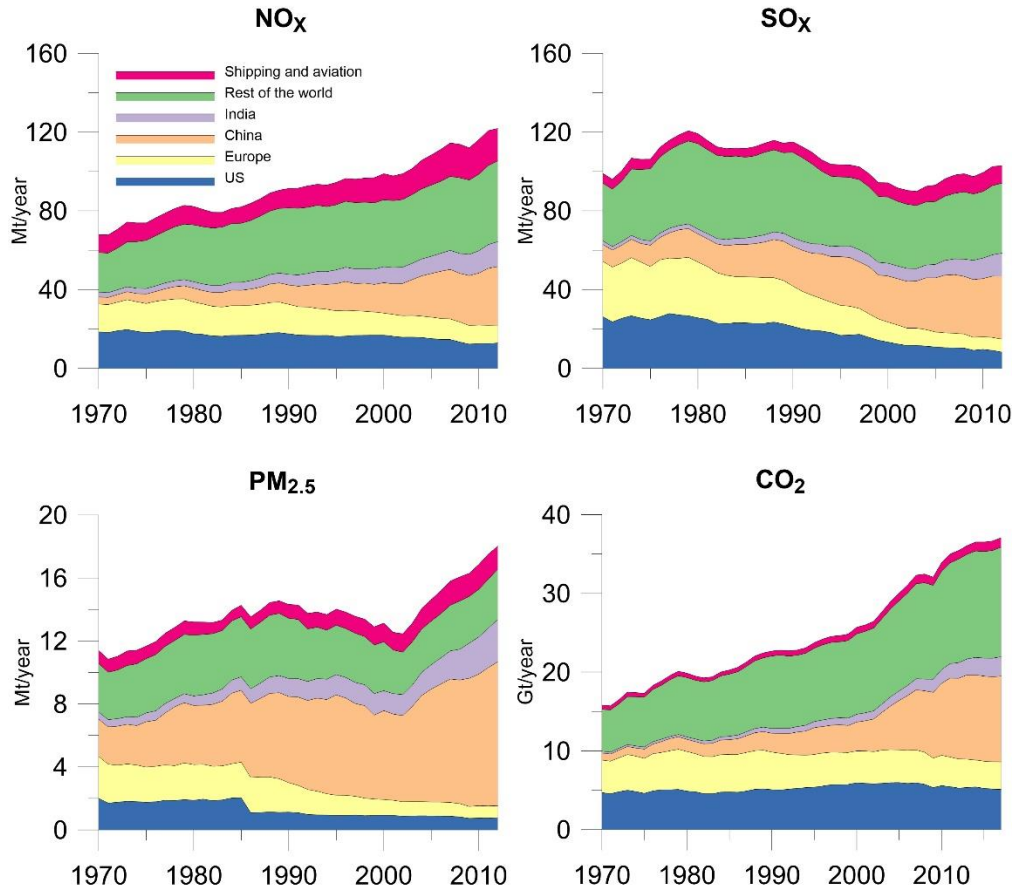 NOX
160
120
80
40
0
Mt/year
Shipping and aviation
Rest of the world
India
China
Europe
US
1970 1980 1990 2000 2010
SOX
160
120
80
40
0
Mt/year
1970 1980 1990 2000 2010
PM2.5
20
16
12
8
4
0
Mt/year
1970 1980 1990 2000 2010
CO2
40
30
20
10
0
Gt/year
1970 1980 1990 2000 2010